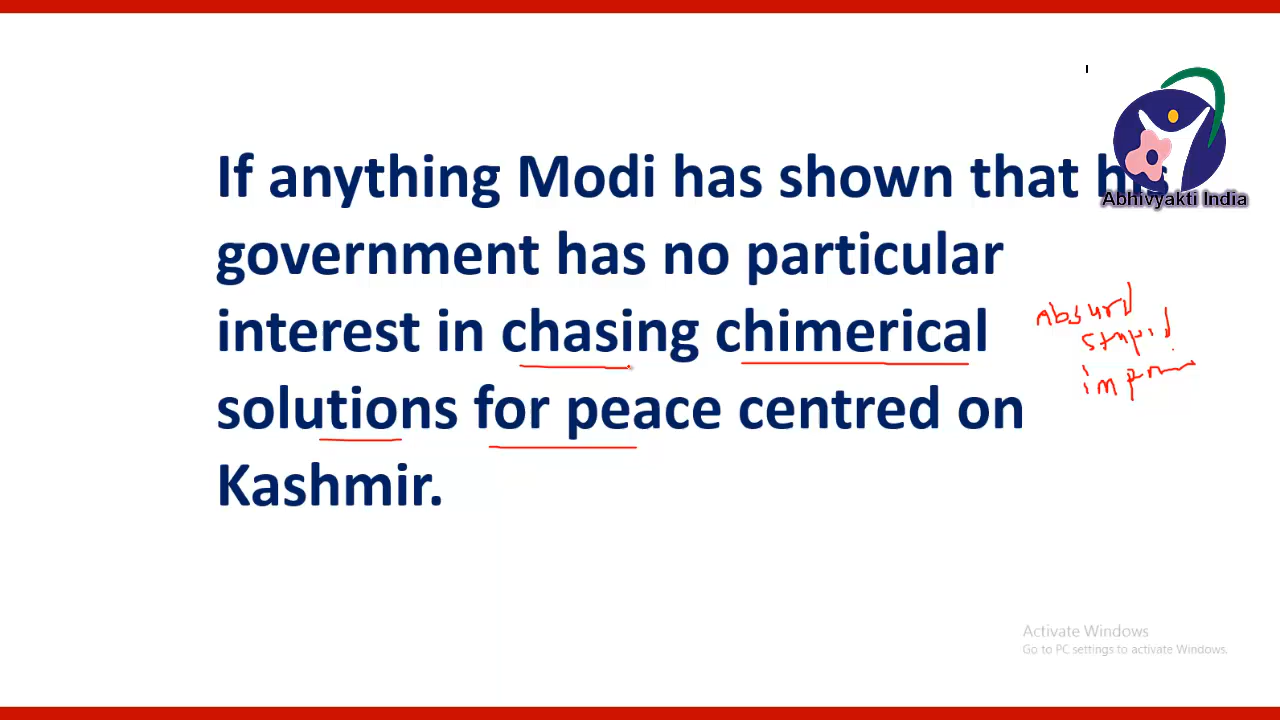 If anything Modi has shown that his
government has no particular
interest in chasing chimerical
solutions for peace centred on
Kashmir.
Abhivyakti India
Absurd
stupid
Activate Windows
Go to PC settings to activate Windows.